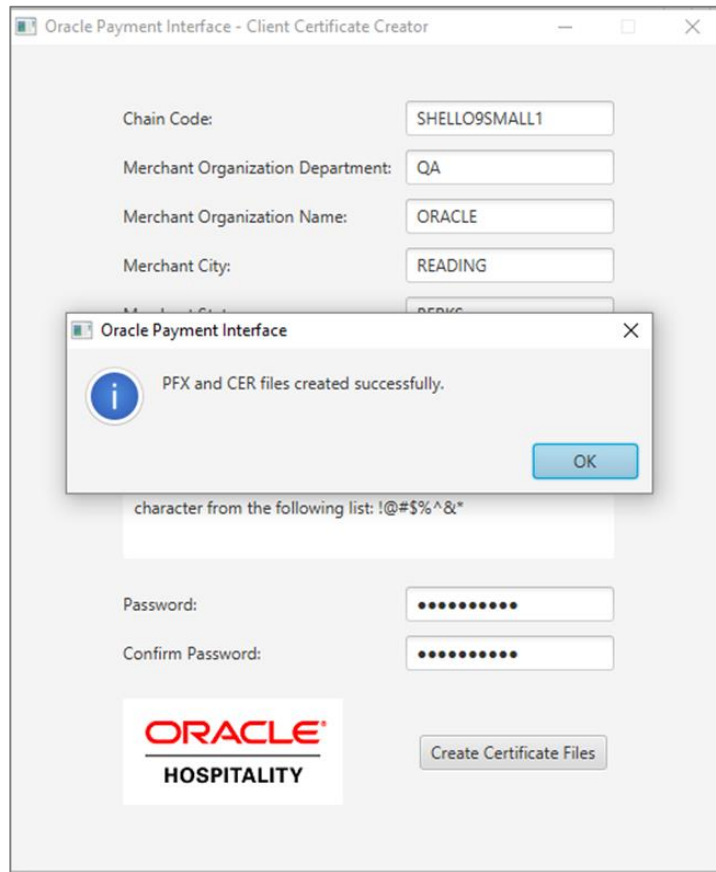 Oracle Payment Interface - Client Certificate Creator
Chain Code: SHELLO9SMALL1
Merchant Organization Department: QA
Merchant Organization Name: ORACLE
Merchant City: READING
Oracle Payment Interface
PFX and CER files created successfully.
OK
character from the following list: !@#$%^&*
Password: ••••••••••
Confirm Password: ••••••••••
ORACLE®
HOSPITALITY
Create Certificate Files